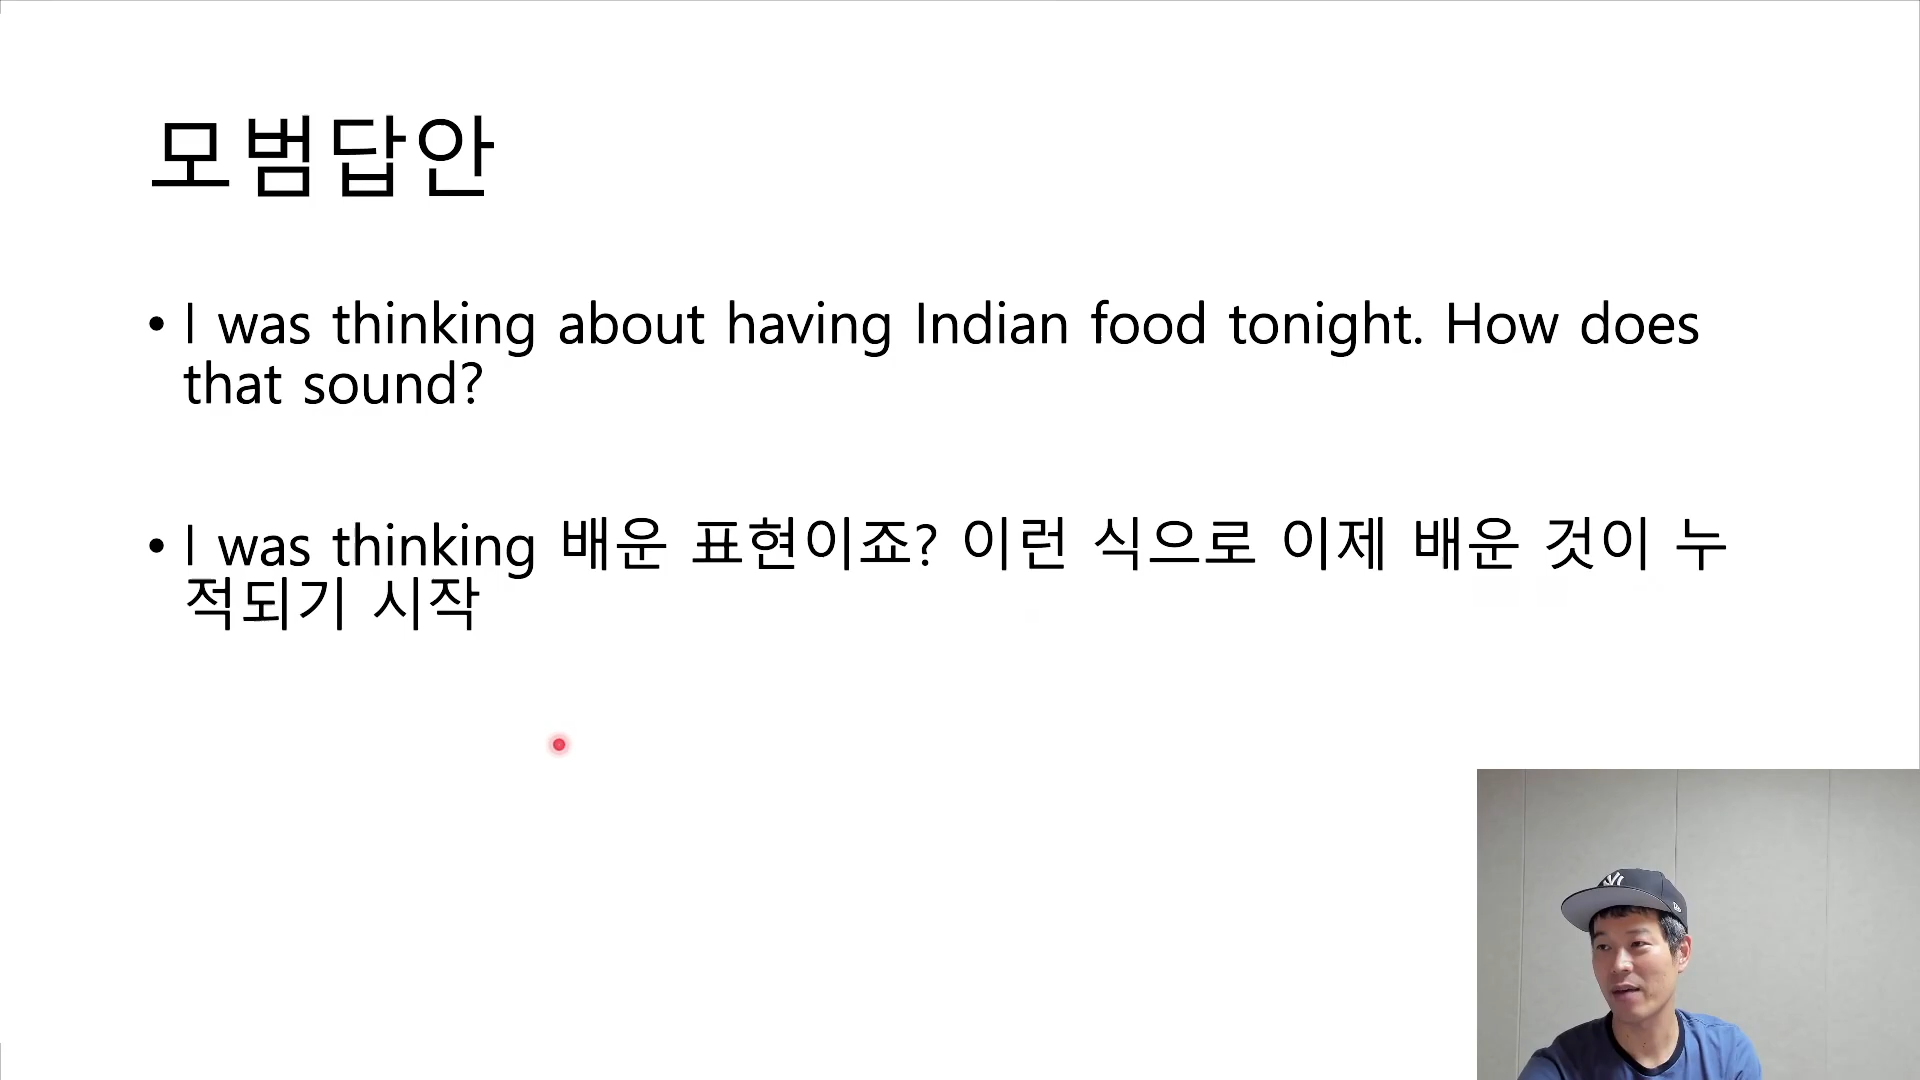 모범답안
• I was thinking about having Indian food tonight. How does
that sound?
• I was thinking 배운 표현이죠? 이런 식으로 이제 배운 것이 누
적되기 시작